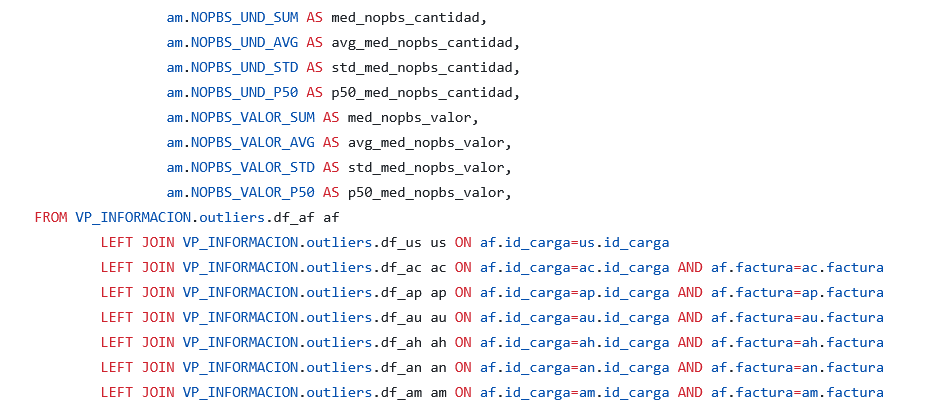 am.NOPBS_UND_SUM AS med_nopbs_cantidad,
am.NOPBS_UND_AVG AS avg_med_nopbs_cantidad,
am.NOPBS_UND_STD AS std_med_nopbs_cantidad,
am.NOPBS_UND_P50 AS p50_med_nopbs_cantidad,
am.NOPBS_VALOR_SUM AS med_nopbs_valor,
am.NOPBS_VALOR_AVG AS avg_med_nopbs_valor,
am.NOPBS_VALOR_STD AS std_med_nopbs_valor,
am.NOPBS_VALOR_P50 AS p50_med_nopbs_valor,
FROM VP_INFORMACION.outliers.df_af af
LEFT JOIN VP_INFORMACION.outliers.df_us us ON af.id_carga=us.id_carga
LEFT JOIN VP_INFORMACION.outliers.df_ac ac ON af.id_carga=ac.id_carga AND af.factura=ac.factura
LEFT JOIN VP_INFORMACION.outliers.df_ap ap ON af.id_carga=ap.id_carga AND af.factura=ap.factura
LEFT JOIN VP_INFORMACION.outliers.df_au au ON af.id_carga=au.id_carga AND af.factura=au.factura
LEFT JOIN VP_INFORMACION.outliers.df_ah ah ON af.id_carga=ah.id_carga AND af.factura=ah.factura
LEFT JOIN VP_INFORMACION.outliers.df_an an ON af.id_carga=an.id_carga AND af.factura=an.factura
LEFT JOIN VP_INFORMACION.outliers.df_am am ON af.id_carga=am.id_carga AND af.factura=am.factura